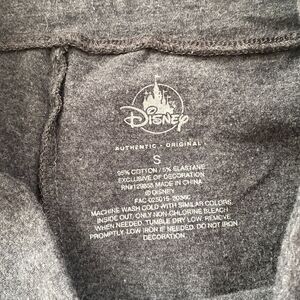 Disney
AUTHENTIC • ORIGINAL
S
95% COTTON / 5% ELASTANE
EXCLUSIVE OF DECORATION
MADE IN CHINA
© DISNEY
MACHINE WASH COLD WITH SIMILAR COLORS
INSIDE OUT. ONLY NON-CHLORINE BLEACH
WHEN NEEDED. TUMBLE DRY LOW. REMOVE
PROMPTLY. LOW IRON IF NEEDED. DO NOT IRON
DECORATION.